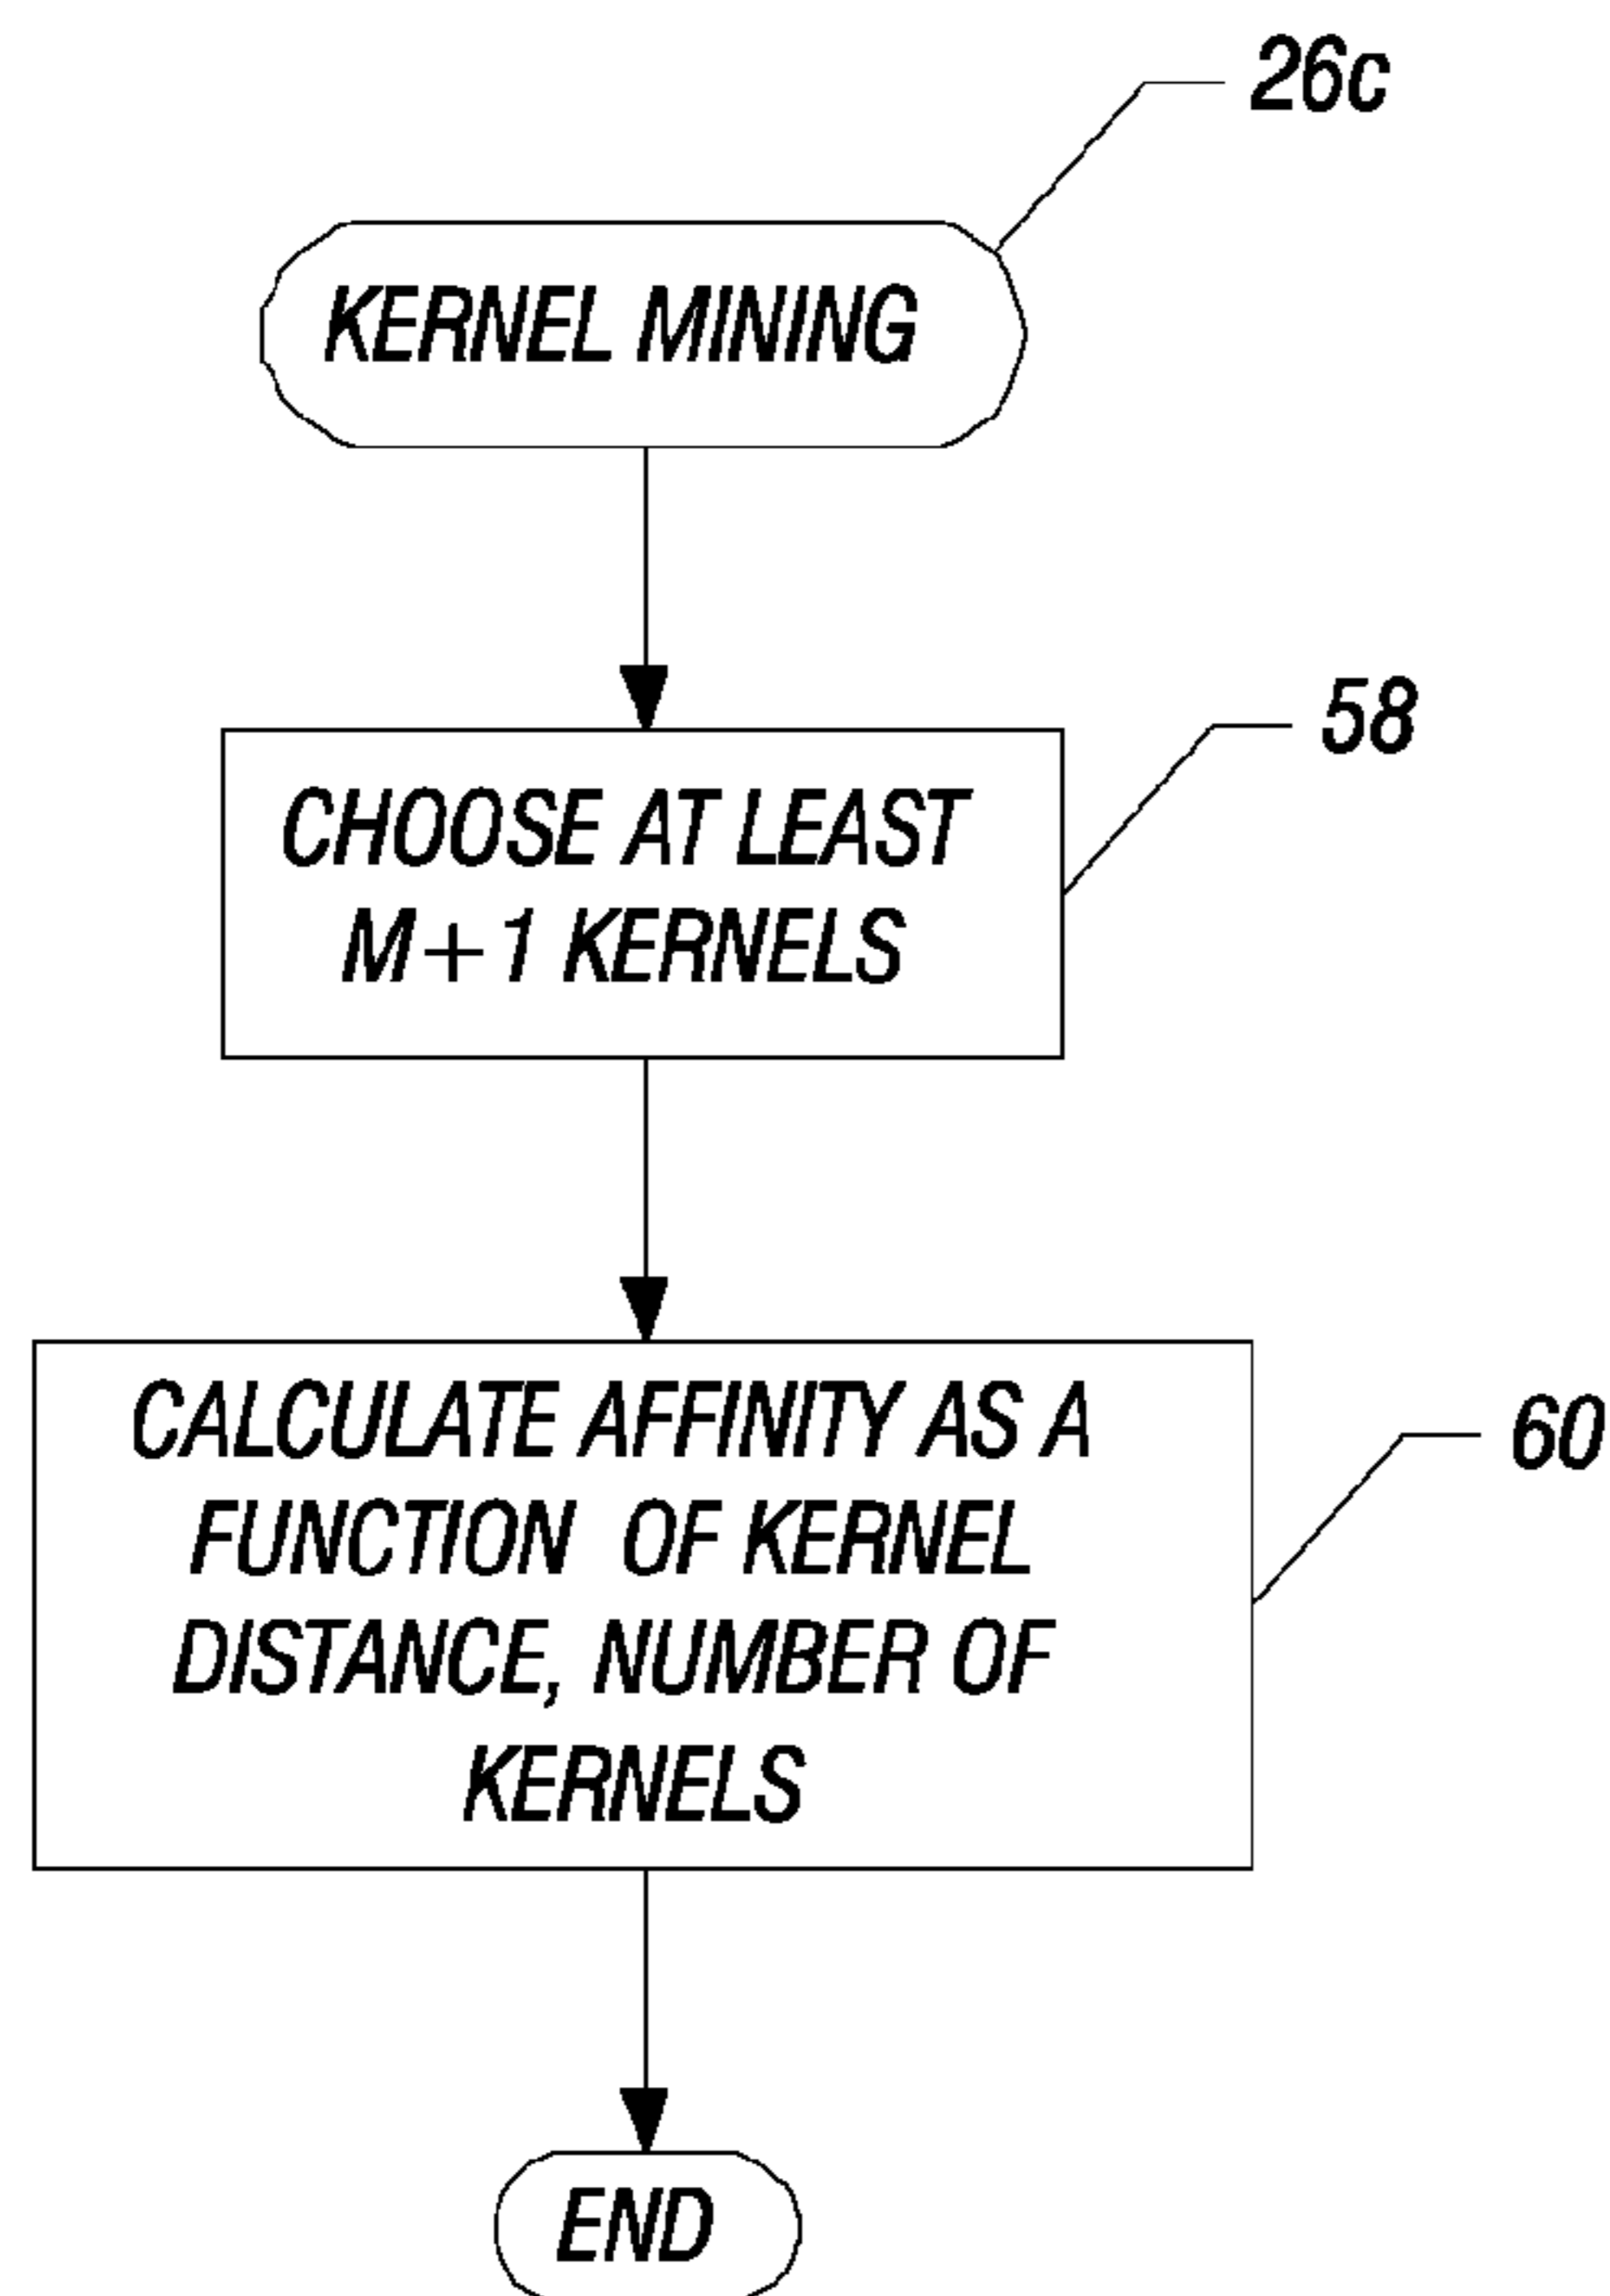 26c
KERNEL MINING
58
CHOOSE AT LEAST
M+1 KERNELS
60
CALCULATE AFFINITY AS A
FUNCTION OF KERNEL
DISTANCE, NUMBER OF
KERNELS
END